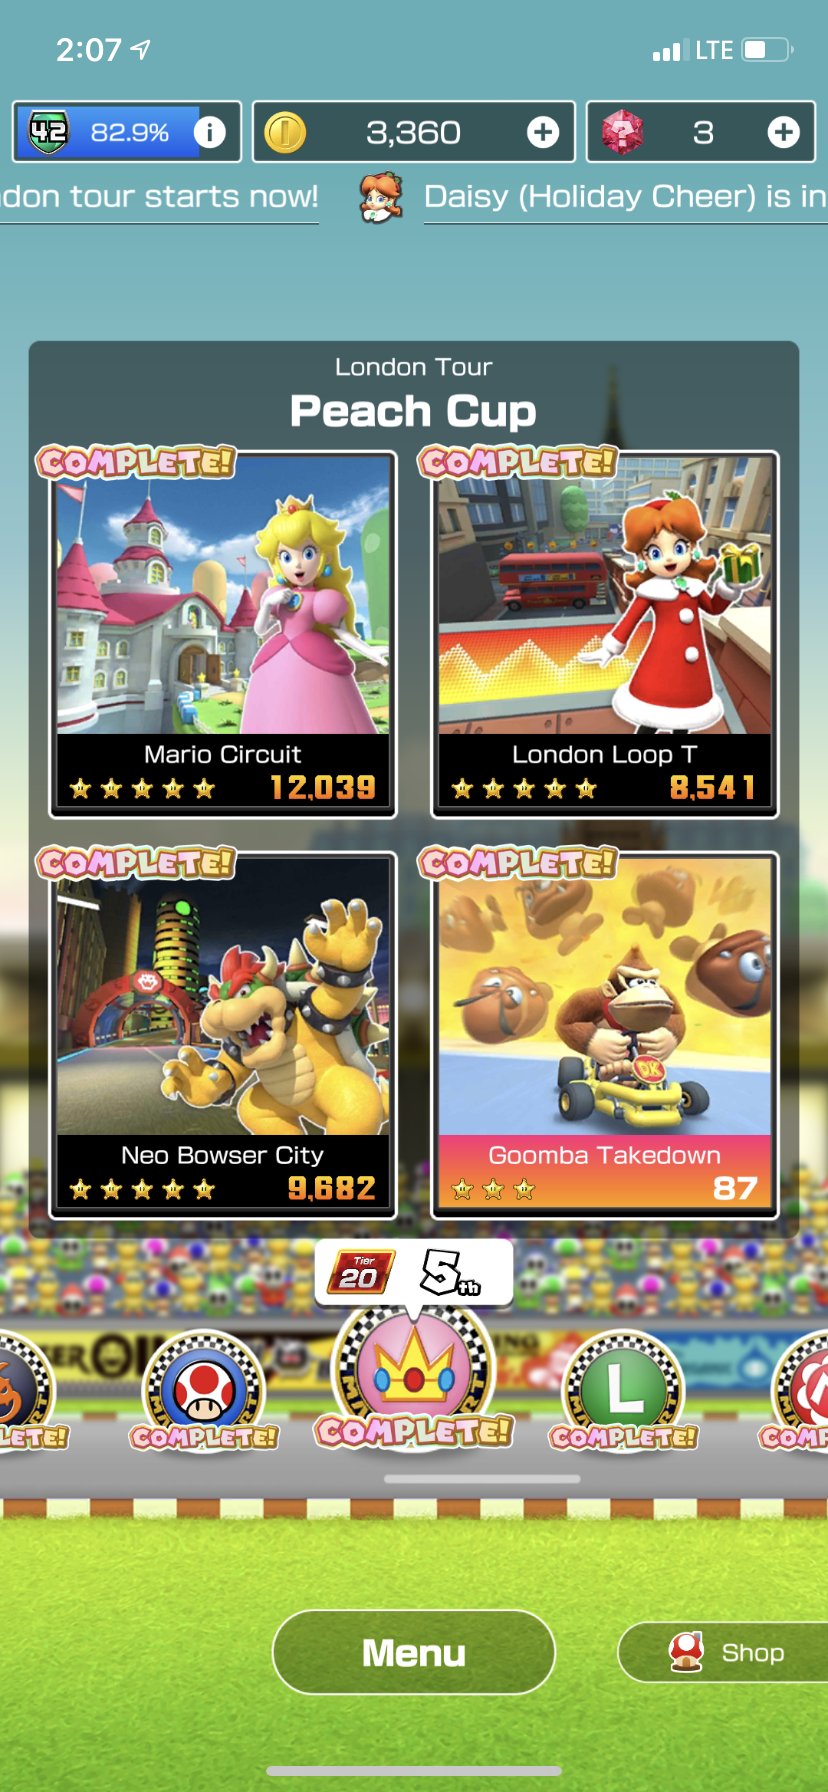 2:07
LTE
42
82.9%
i
3,360
+
?
3
+
don tour starts now!
Daisy (Holiday Cheer) is in
London Tour
Peach Cup
COMPLETE!
COMPLETE!
Mario Circuit
12,039
London Loop T
8,541
COMPLETE!
COMPLETE!
DK
Neo Bowser City
9,682
Goomba Takedown
87
Tier
20
5th
L
LETE!
COMPLETE!
COMPLETE!
COMPLETE!
COMP
Menu
Shop